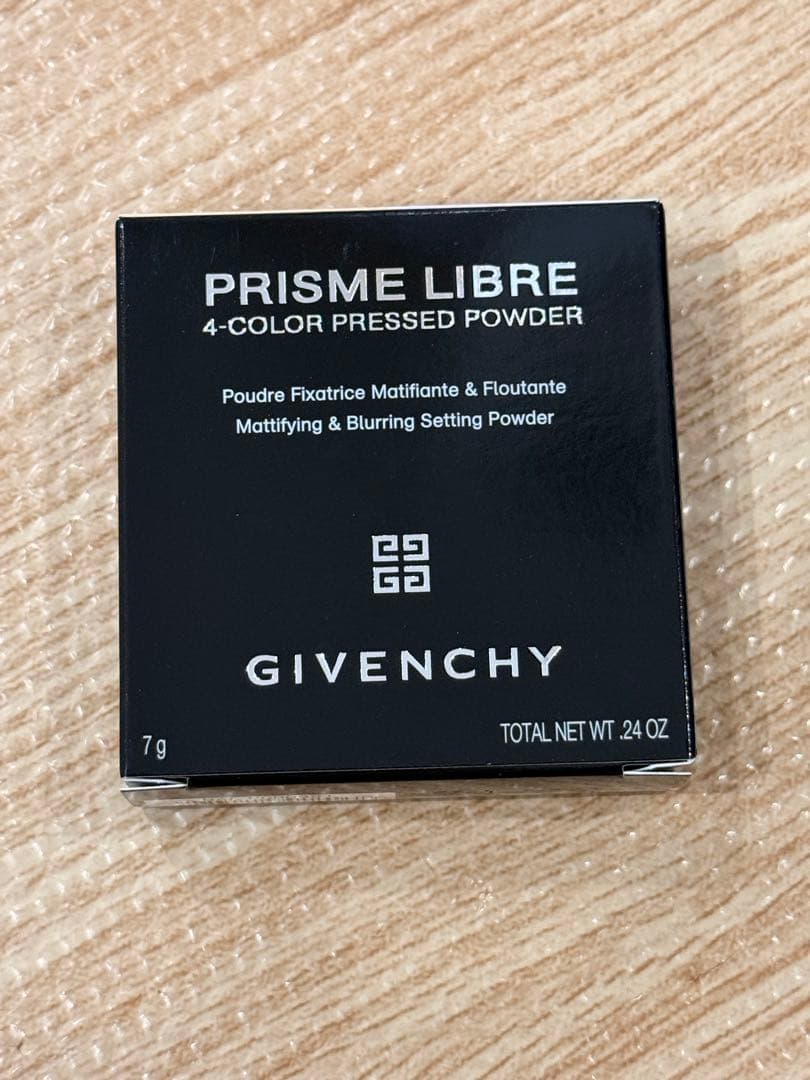 PRISME LIBRE
4-COLOR PRESSED POWDER
Poudre Fixatrice Matifiante & Floutante
Mattifying & Blurring Setting Powder
GIVENCHY
7 g
TOTAL NET WT .24 OZ